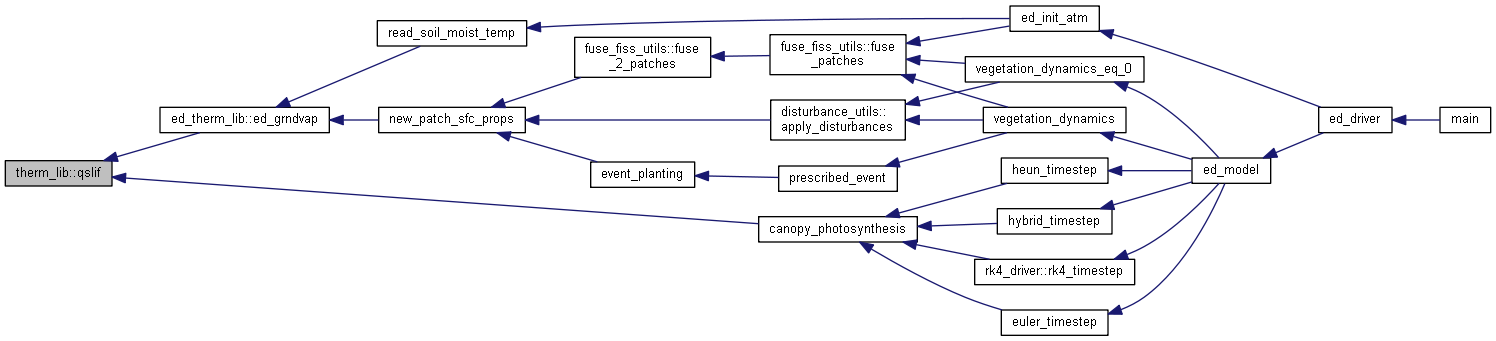 therm_lib::qslif
ed_therm_lib::ed_grndvap
read_soil_moist_temp
new_patch_sfc_props
fuse_fiss_utils::fuse
_2_patches
event_planting
fuse_fiss_utils::fuse
_patches
disturbance_utils::
apply_disturbances
prescribed_event
canopy_photosynthesis
ed_init_atm
vegetation_dynamics_eq_0
vegetation_dynamics
heun_timestep
hybrid_timestep
rk4_driver::rk4_timestep
euler_timestep
ed_model
ed_driver
main